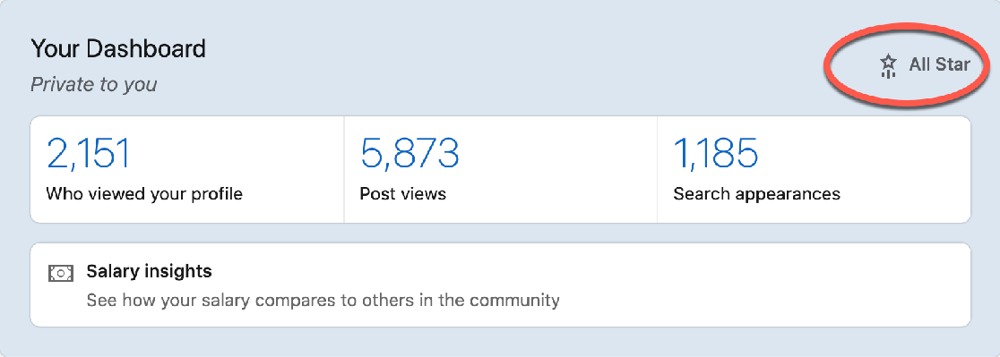 Your Dashboard
All Star
Private to you
2,151
Who viewed your profile
5,873
Post views
1,185
Search appearances
Salary insights
See how your salary compares to others in the community